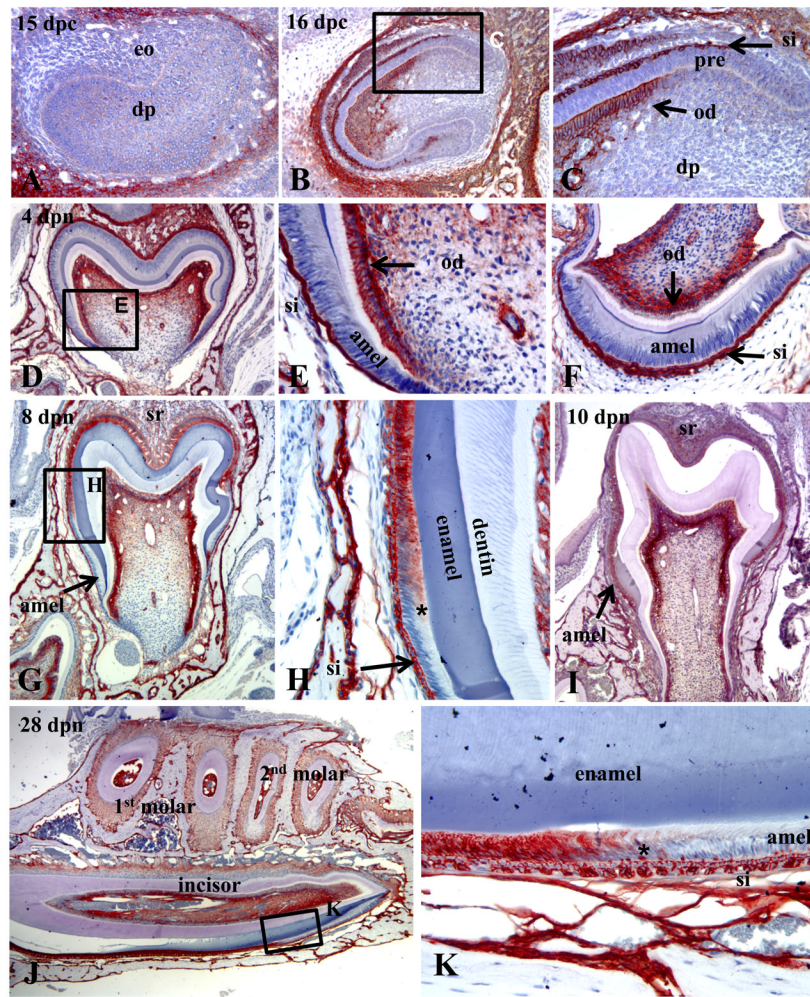 15 dpc
eo
dp
A
16 dpc
C
B
si
pre
od
dp
C
4 dpn
E
D
od
si
amel
E
od
amel
si
F
8 dpn
sr
H
amel
G
enamel
dentin
*
si
H
10 dpn
sr
amel
I
28 dpn
2nd molar
1st molar
incisor
K
J
enamel
amel
*
si
K